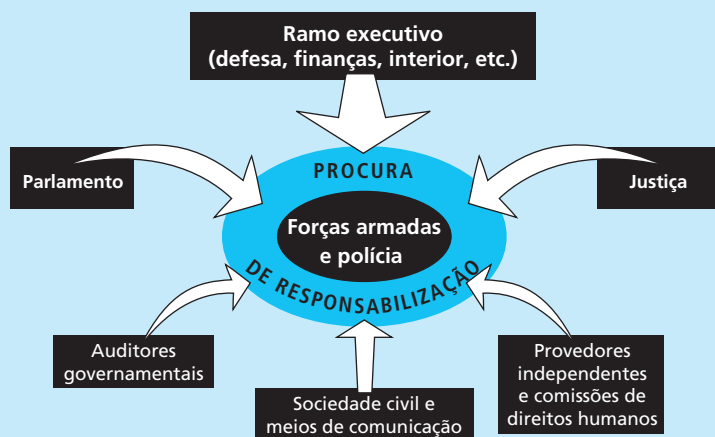 Ramo executivo
(defesa, finanças, interior, etc.)
Parlamento
PROCURA
Justiça
Forças armadas
e polícia
DE RESPONSABILIZAÇÃO
Auditores
governamentais
Sociedade civil e
meios de comunicação
Provedores
independentes
e comissões de
direitos humanos